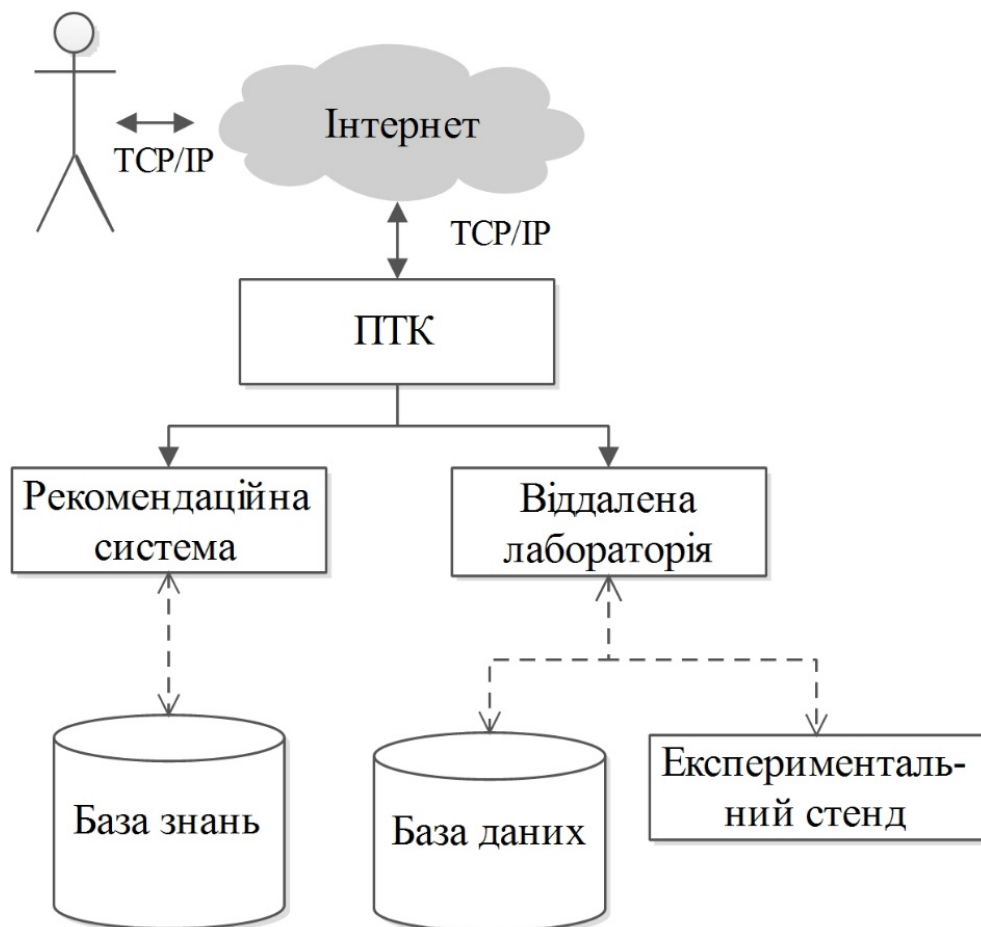 Інтернет
TCP/IP
TCP/IP
ПТК
Рекомендаційна
система
Віддалена
лабораторія
База знань
База даних
Експерименталь-
ний стенд